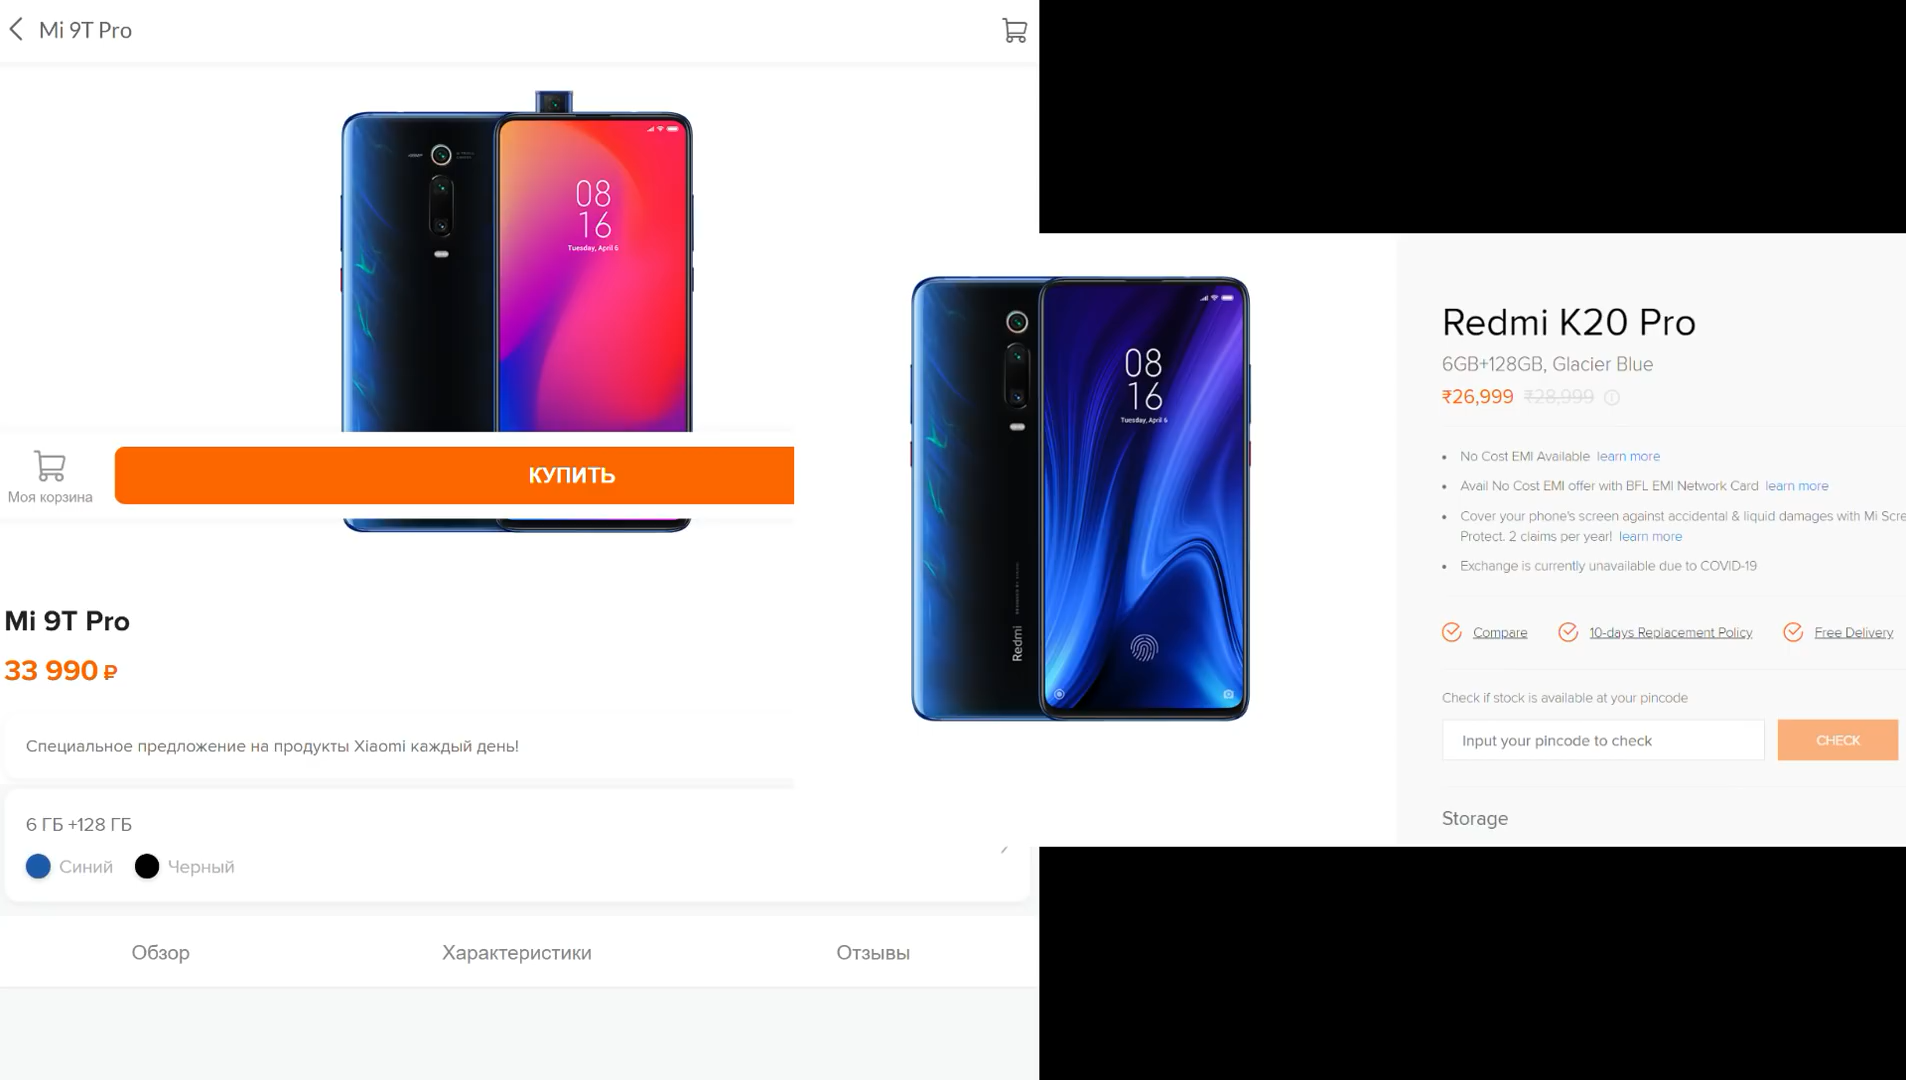 Mi 9T Pro
08
16
Tuesday, April 6
Моя корзина
КУПИТЬ
Mi 9T Pro
33 990 ₽
Специальное предложение на продукты Xiaomi каждый день!
6 ГБ +128 ГБ
Синий
Черный
Обзор
Характеристики
Отзывы
08
16
Tuesday, April 6
Redmi
Redmi K20 Pro
6GB+128GB, Glacier Blue
₹26,999 ₹28,999
No Cost EMI Available learn more
Avail No Cost EMI offer with BFL EMI Network Card learn more
Cover your phone's screen against accidental & liquid damages with Mi Scre
Protect. 2 claims per year! learn more
Exchange is currently unavailable due to COVID-19
Compare
10-days Replacement Policy
Free Delivery
Check if stock is available at your pincode
Input your pincode to check
CHECK
Storage